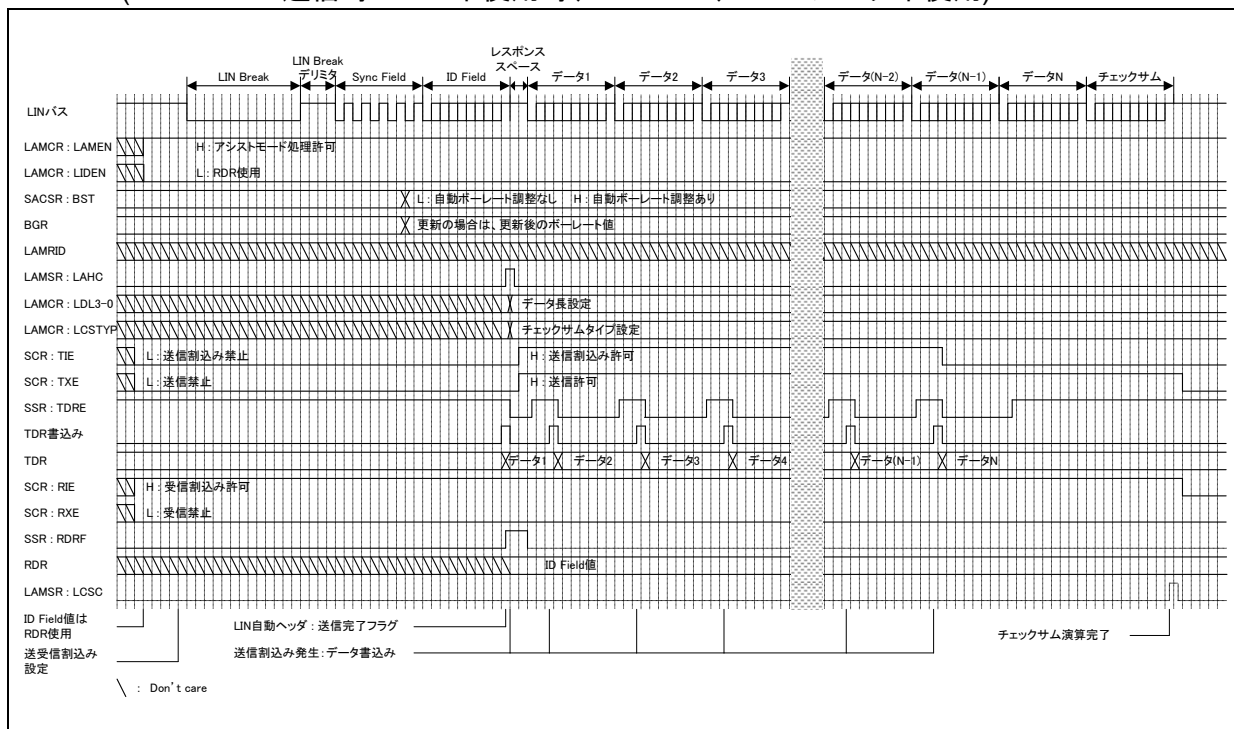 (送信時 使用時、使用)
レスポンス
スペース
LIN Break
デリミタ
LIN Break
Sync Field
ID Field
データ1
データ2
データ3
データ(N-2)
データ(N-1)
データN
チェックサム
LINバス
LAMCR : LAMEN
H : アシストモード処理許可
LAMCR : LIDEN
L : RDR使用
SACSR : BST
L : 自動ボーレート調整なし H : 自動ボーレート調整あり
BGR
更新の場合は、更新後のボーレート値
LAMRID
LAMSR : LAHC
LAMCR : LDL3-0
データ長設定
LAMCR : LCSTYP
チェックサムタイプ設定
SCR : TIE
L : 送信割込み禁止
H : 送信割込み許可
SCR : TXE
L : 送信禁止
H : 送信許可
SSR : TDRE
TDR書込み
TDR
データ1
データ2
データ3
データ4
データ(N-1)
データN
SCR : RIE
H : 受信割込み許可
SCR : RXE
L : 受信禁止
SSR : RDRF
RDR
ID Field値
LAMSR : LCSC
ID Field値は
RDR使用
LIN自動ヘッダ : 送信完了フラグ
チェックサム演算完了
送受信割込み
設定
送信割込み発生 : データ書込み
: Don't care